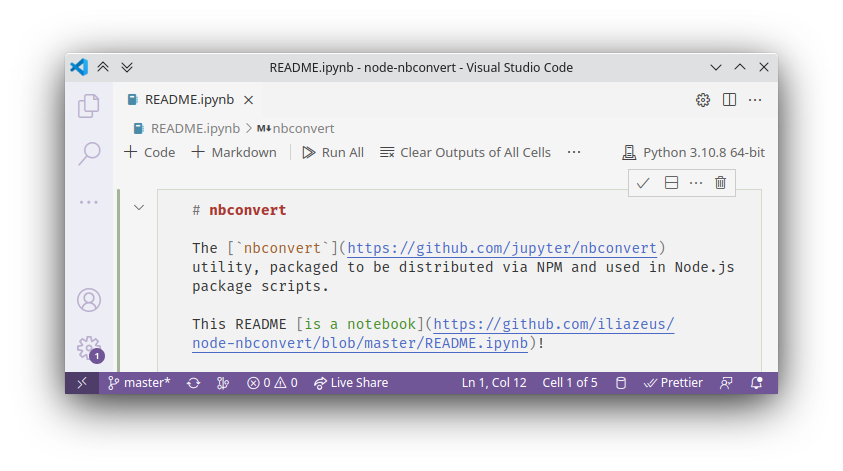 README.ipynb - node-nbconvert - Visual Studio Code
README.ipynb
README.ipynb > M↓nbconvert
+ Code + Markdown Run All Clear Outputs of All Cells ... Python 3.10.8 64-bit
# nbconvert
The [`nbconvert`](https://github.com/jupyter/nbconvert)
utility, packaged to be distributed via NPM and used in Node.js
package scripts.
This README [is a notebook](https://github.com/iliazeus/
node-nbconvert/blob/master/README.ipynb)!
1
master* 0 0 Live Share Ln 1, Col 12 Cell 1 of 5 Prettier